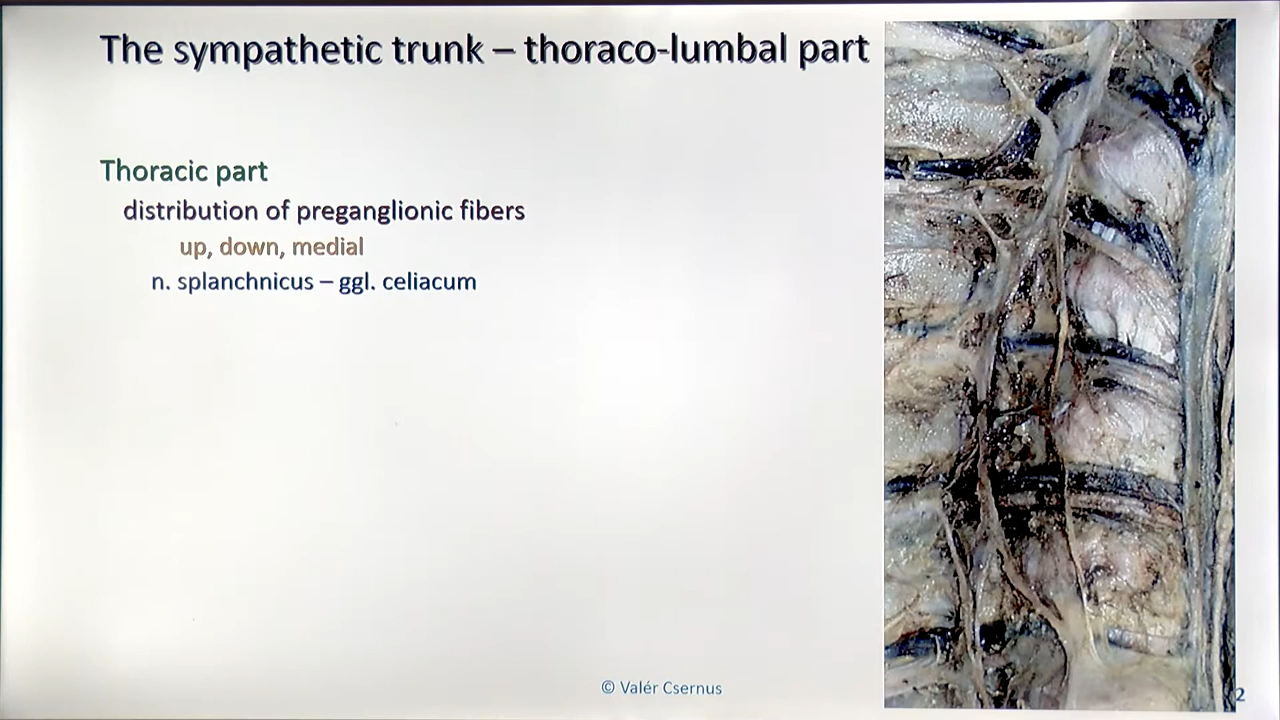 The sympathetic trunk – thoraco-lumbal part
Thoracic part
distribution of preganglionic fibers
up, down, medial
n. splanchnicus – ggl. celiacum
© Valér Csernus
2